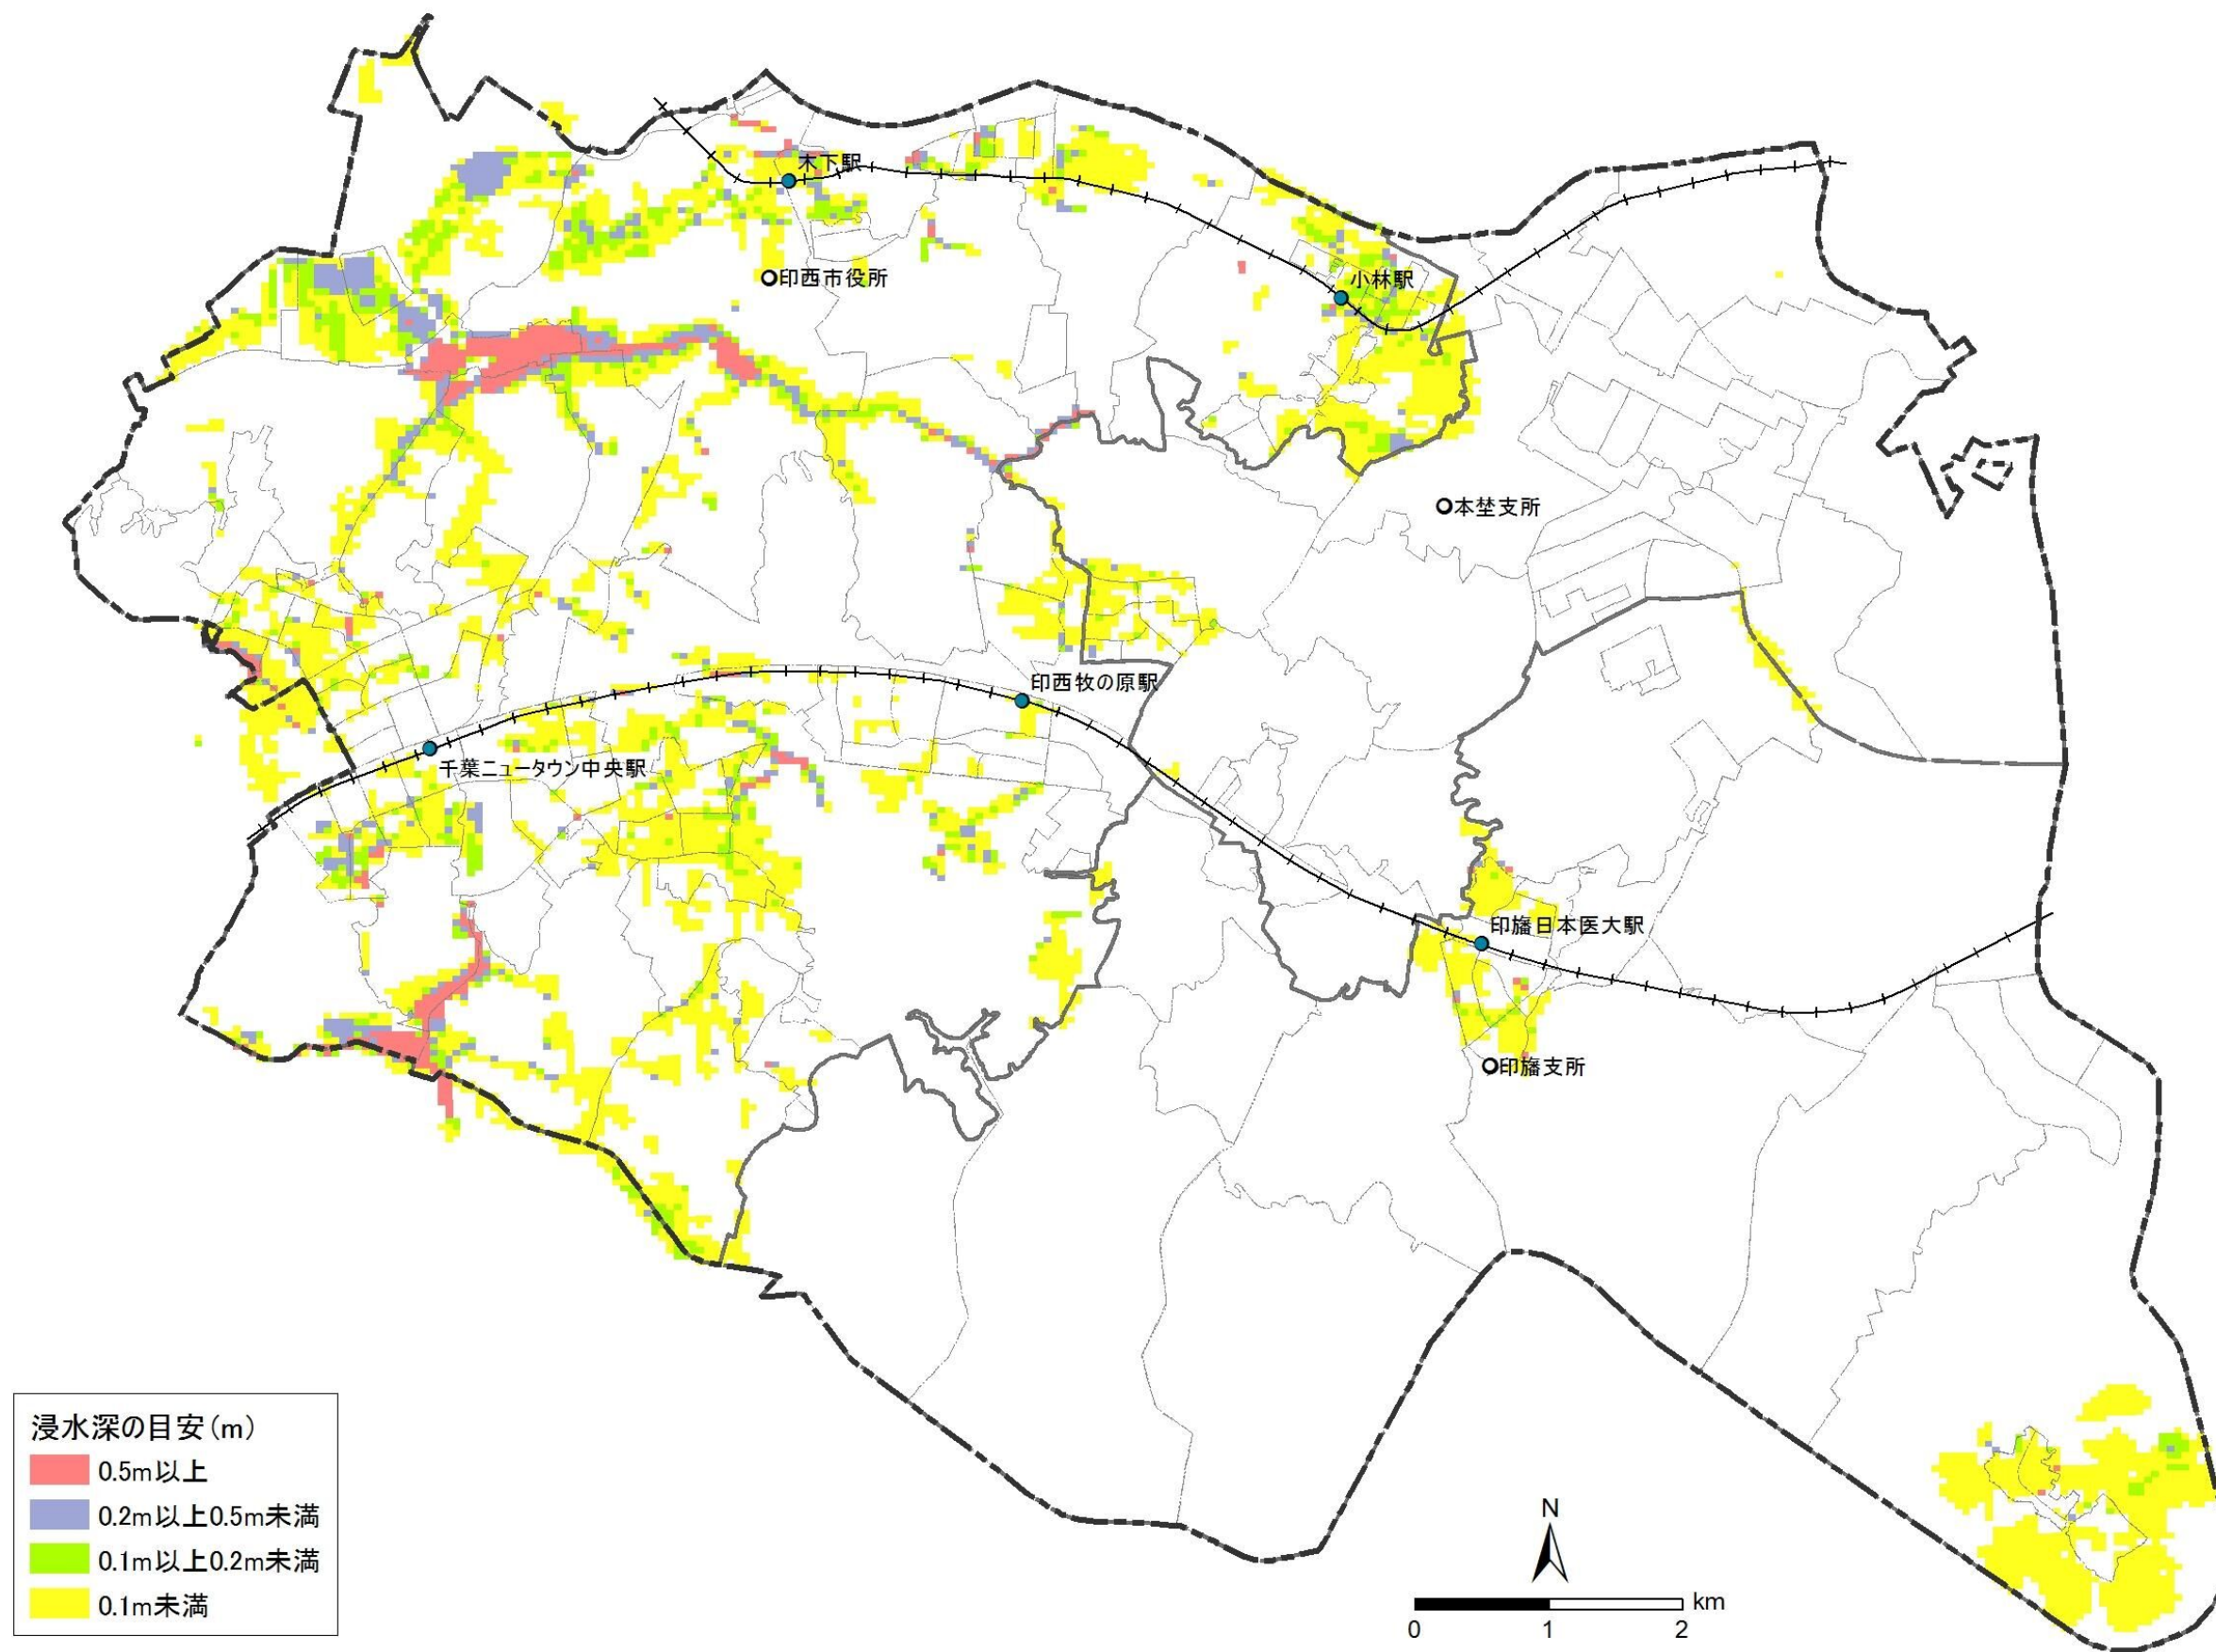 木下駅
印西市役所
小林駅
本埜支所
印西牧の原駅
千葉ニュータウン中央駅
印旛日本医大駅
印旛支所
浸水深の目安(m)
0.5m以上
0.2m以上0.5m未満
0.1m以上0.2m未満
0.1m未満
N
km
0 1 2